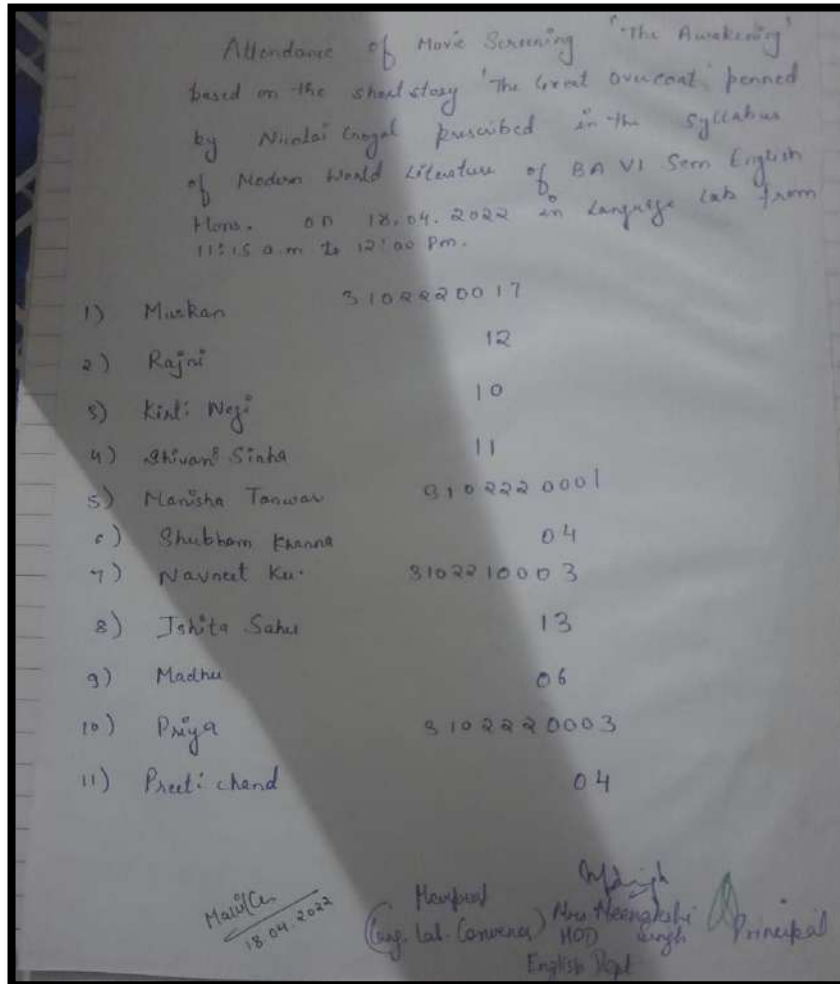 Attendance of Movie Screening "The Awakening"
based on the short story 'The Great Overcoat' penned
by Nicolai Gogal prescribed in the syllabus
of Modern World Literature of BA VI Sem English
Hons. on 18.04.2022 in Language Lab from
11:15 a.m to 12:00 Pm.
1) Muskan 3102220017
2) Rajni 12
3) Kirti Negi 10
4) Shivani Sinha 11
5) Manisha Tanwar 3102220001
6) Shubham Khanna 04
7) Navneet Ku. 3102210003
8) Ishita Sahu 13
9) Madhu 06
10) Priya 3102220003
11) Preeti chand 04
18.04.2022
(Lang. Lab. Convener) Mrs Meenakshi Singh
HOD
English Dept
Principal